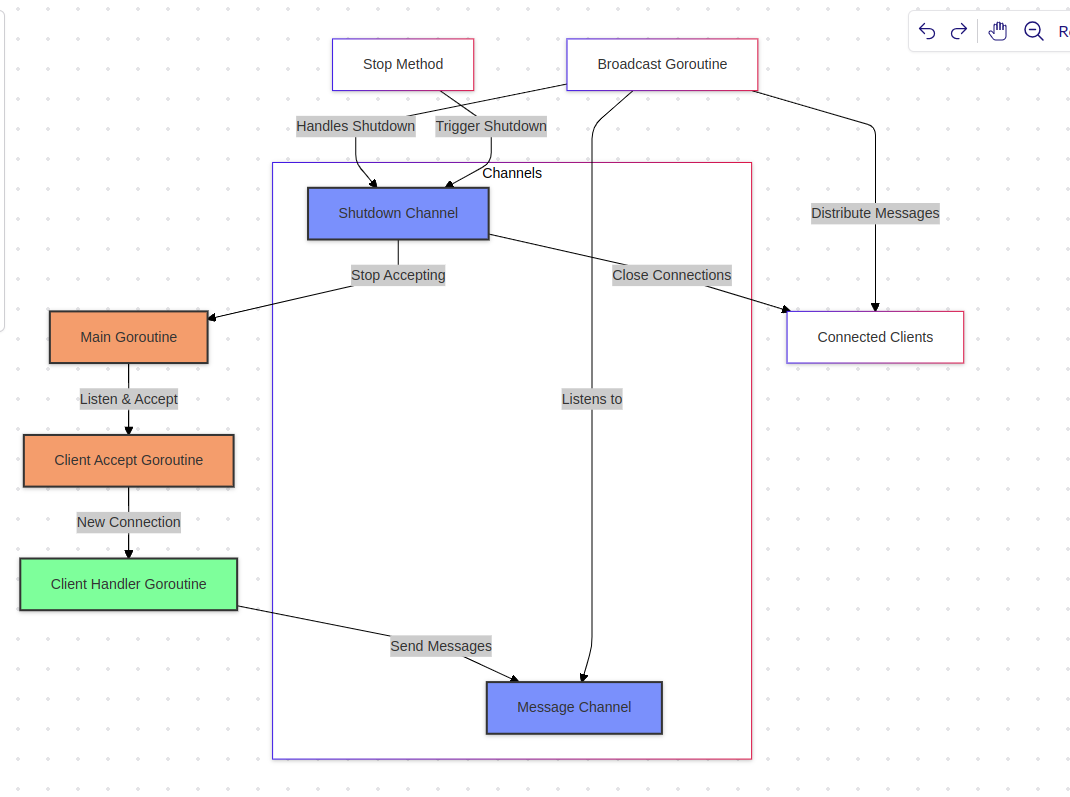 Re
Stop Method
Broadcast Goroutine
Handles Shutdown
Trigger Shutdown
Channels
Shutdown Channel
Distribute Messages
Stop Accepting
Close Connections
Main Goroutine
Connected Clients
Listen & Accept
Listens to
Client Accept Goroutine
New Connection
Client Handler Goroutine
Send Messages
Message Channel